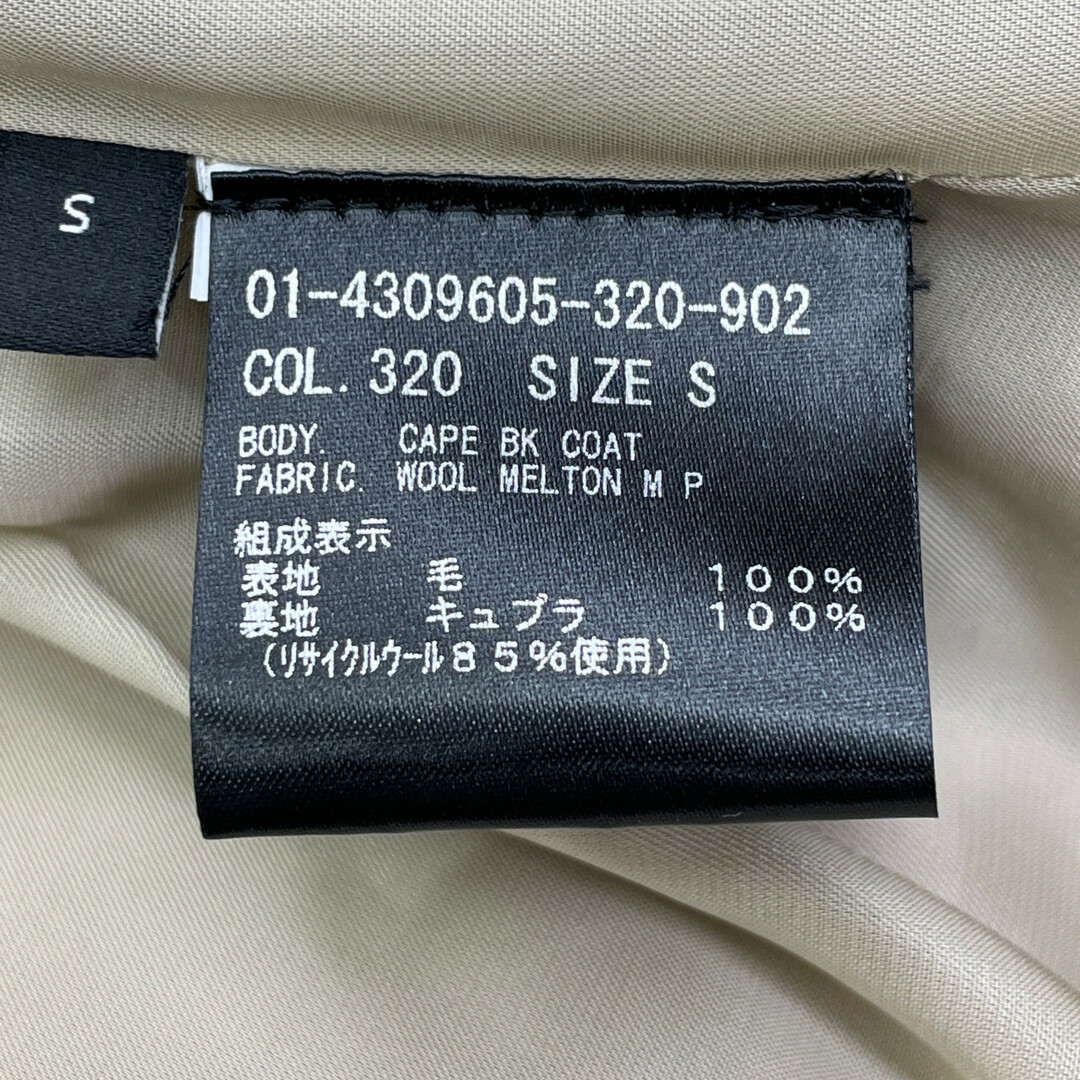 S
01-4309605-320-902
COL. 320 SIZE S
BODY. CAPE BK COAT
FABRIC. WOOL MELTON M P
組成表示
表地 毛 100%
裏地 キュプラ 100%
(リサイクルウール85%使用)